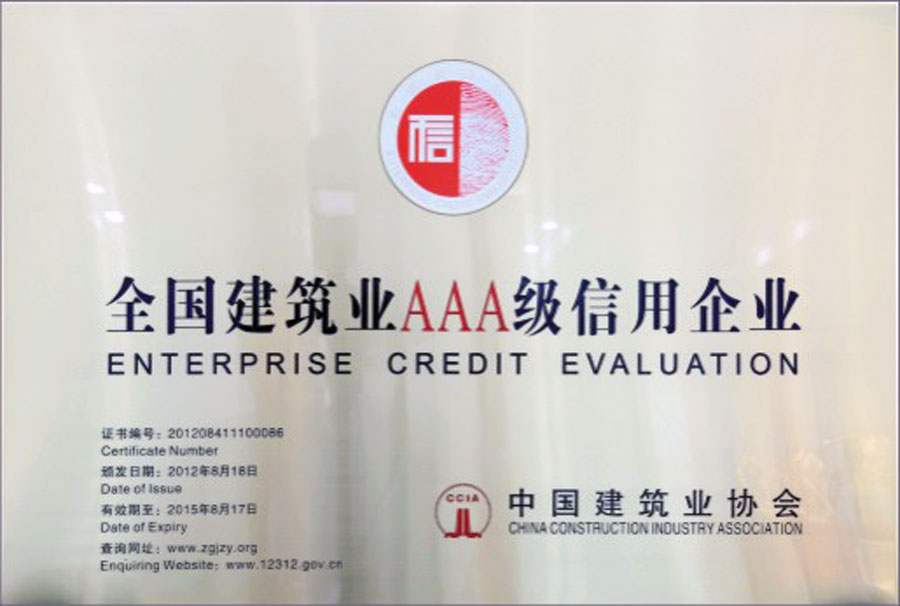 信
全国建筑业AAA级信用企业
ENTERPRISE CREDIT EVALUATION
证书编号：201208411100086
Certificate Number
颁发日期：2012年8月18日
Date of Issue
有效期至：2015年8月17日
Date of Expiry
查询网址：www.zgjzy.org
Enquiring Website：www.12312.gov.cn
CCIA
中国建筑业协会
CHINA CONSTRUCTION INDUSTRY ASSOCIATION